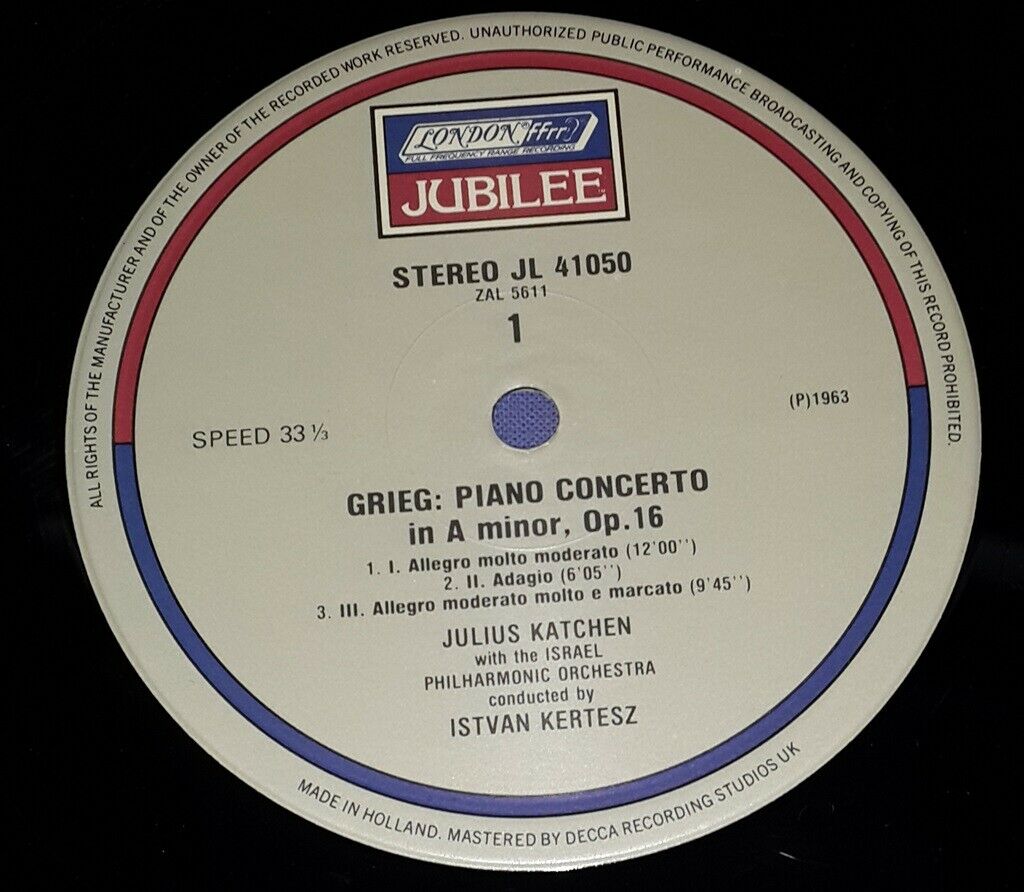 ALL RIGHTS OF THE MANUFACTURER AND OF THE OWNER OF THE RECORDED WORK RESERVED. UNAUTHORIZED PUBLIC PERFORMANCE BROADCASTING AND COPYING OF THIS RECORD PROHIBITED.
LONDON® ffrr
FULL FREQUENCY RANGE RECORDING
JUBILEE™
STEREO JL 41050
ZAL 5611
1
(P)1963
SPEED 33 ⅓
GRIEG: PIANO CONCERTO
in A minor, Op.16
1. I. Allegro molto moderato (12'00'')
2. II. Adagio (6'05'')
3. III. Allegro moderato molto e marcato (9'45'')
JULIUS KATCHEN
with the ISRAEL
PHILHARMONIC ORCHESTRA
conducted by
ISTVAN KERTESZ
MADE IN HOLLAND. MASTERED BY DECCA RECORDING STUDIOS UK